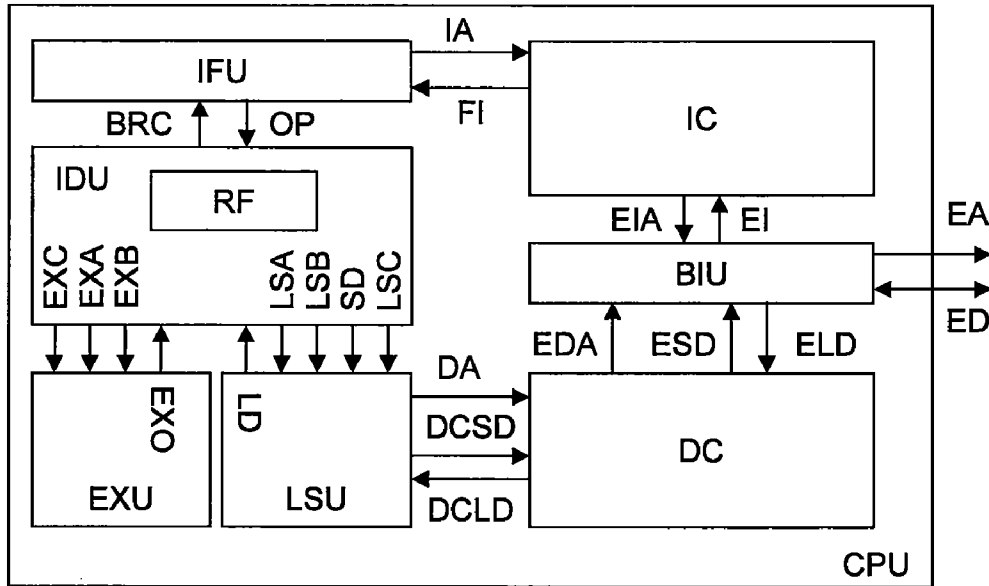 IA
IFU
FI
IC
BRC
OP
IDU
RF
EIA
EI
EA
EXC
EXA
EXB
LSA
LSB
SD
LSC
BIU
ED
EDA
ESD
ELD
EXO
LD
DA
DCSD
DCLD
EXU
LSU
DC
CPU